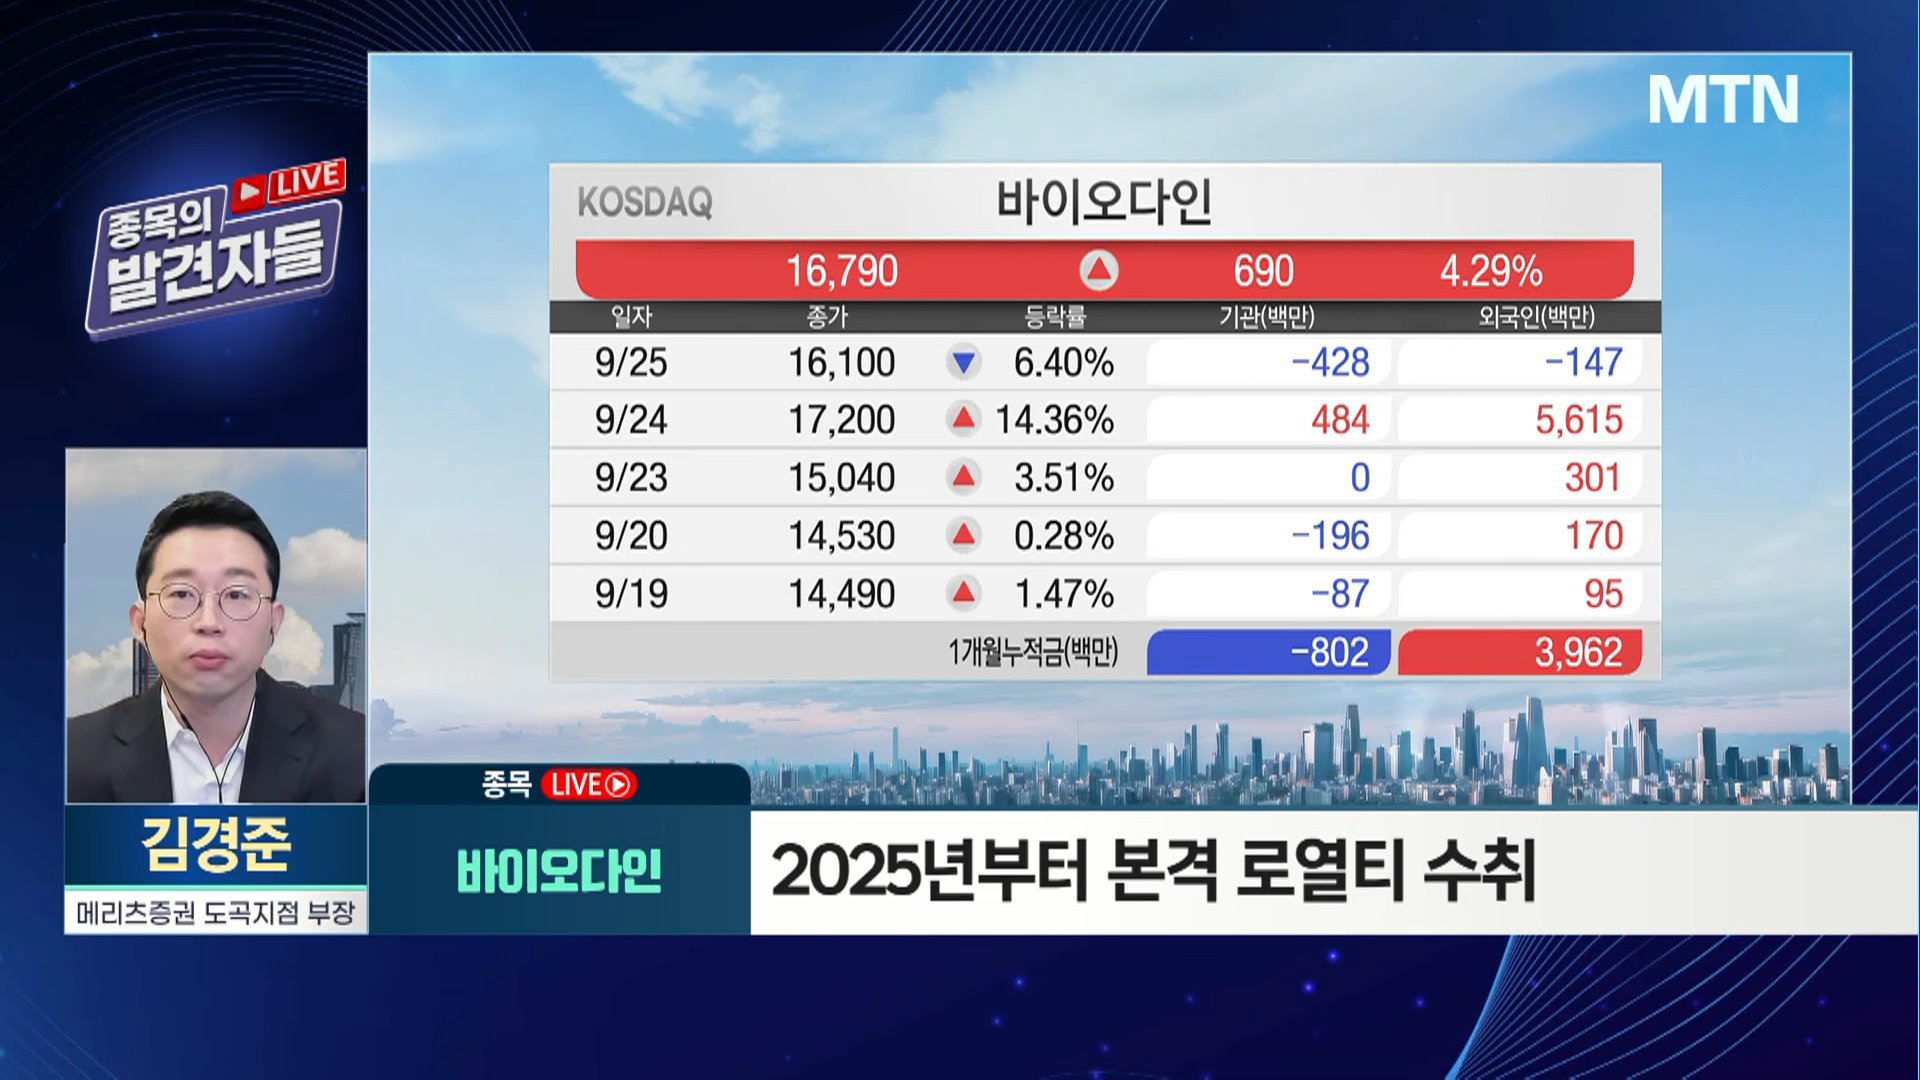 MTN
LIVE
종목의
발견자들
KOSDAQ 바이오다인
16,790 ▲ 690 4.29%
일자 종가 등락률 기관(백만) 외국인(백만)
9/25 16,100 ▼ 6.40% -428 -147
9/24 17,200 ▲ 14.36% 484 5,615
9/23 15,040 ▲ 3.51% 0 301
9/20 14,530 ▲ 0.28% -196 170
9/19 14,490 ▲ 1.47% -87 95
1개월누적금(백만) -802 3,962
김경준
메리츠증권 도곡지점 부장
종목 LIVE
바이오다인
2025년부터 본격 로열티 수취